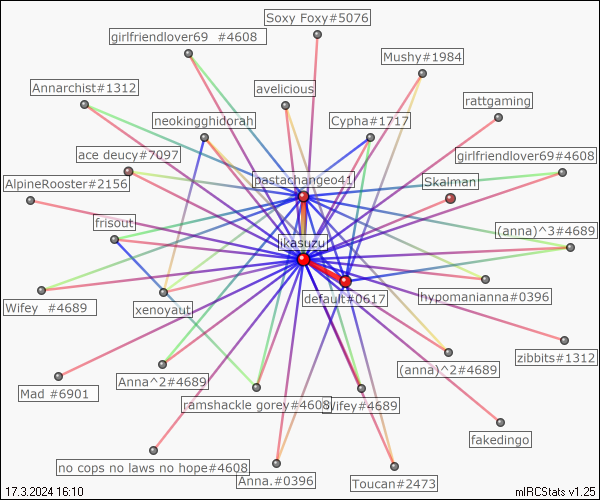 Soxy Foxy#5076
girlfriendlover69 #4608
Mushy#1984
Annarchist#1312
avelicious
rattgaming
neokingghidorah
Cypha#1717
ace deucy#7097
girlfriendlover69#4608
AlpineRooster#2156
pastachangeo41
Skalman
frisout
(anna)^3#4689
ikasuzu
Wifey #4689
xenoyaut
default#0617
hypomanianna#0396
zibbits#1312
Mad #6901
Anna^2#4689
(anna)^2#4689
ramshackle gorey#4608
Wifey#4689
fakedingo
no cops no laws no hope#4608
Anna.#0396
Toucan#2473
17.3.2024 16:10
mIRCStats v1.25